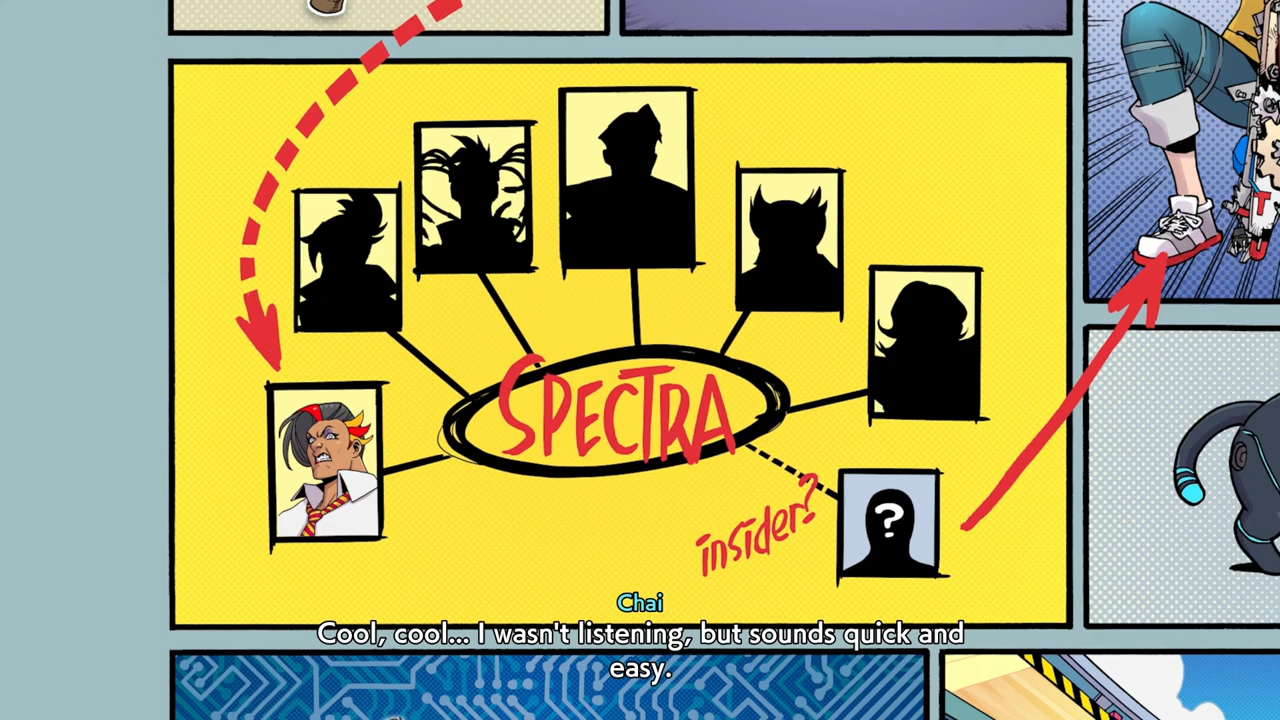 SPECTRA
?
insider?
Chai
Cool, cool... I wasn't listening, but sounds quick and
easy.